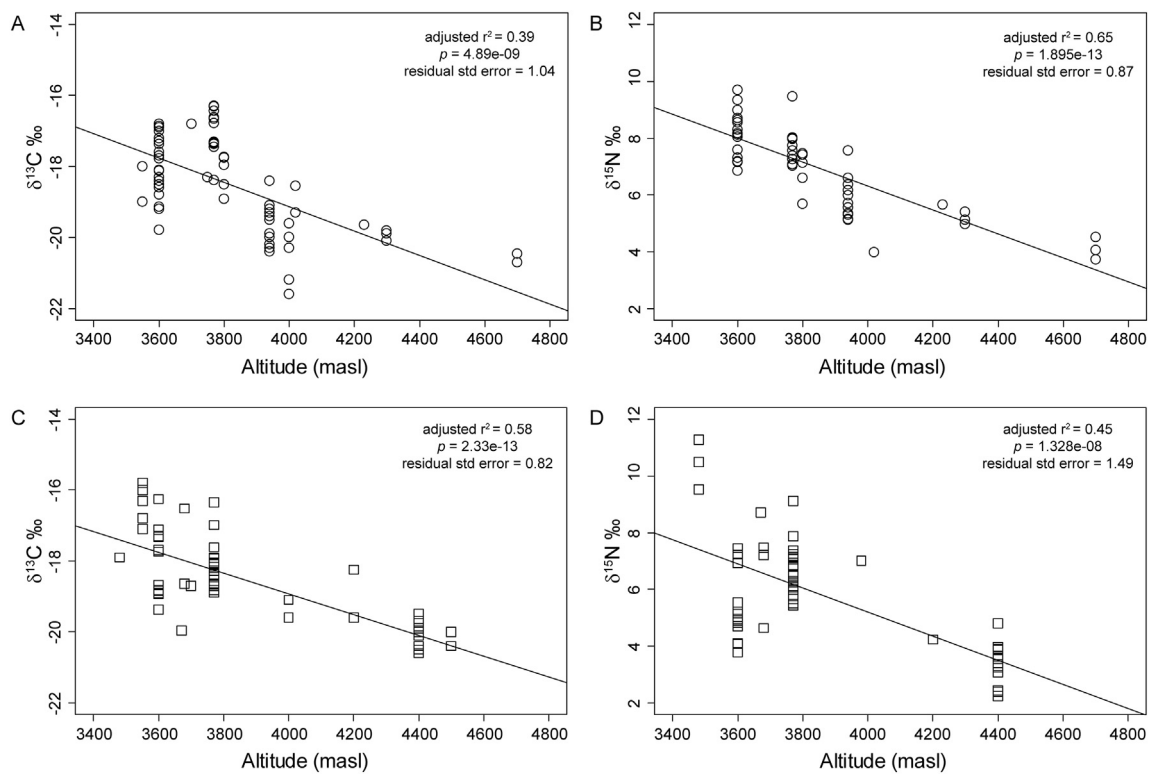 A
adjusted r² = 0.39
p = 4.89e-09
residual std error = 1.04
δ¹³C ‰
-14
-16
-18
-20
-22
3400 3600 3800 4000 4200 4400 4600 4800
Altitude (masl)
B
adjusted r² = 0.65
p = 1.895e-13
residual std error = 0.87
δ¹⁵N ‰
12
10
8
6
4
2
3400 3600 3800 4000 4200 4400 4600 4800
Altitude (masl)
C
adjusted r² = 0.58
p = 2.33e-13
residual std error = 0.82
δ¹³C ‰
-14
-16
-18
-20
-22
3400 3600 3800 4000 4200 4400 4600 4800
Altitude (masl)
D
adjusted r² = 0.45
p = 1.328e-08
residual std error = 1.49
δ¹⁵N ‰
12
10
8
6
4
2
3400 3600 3800 4000 4200 4400 4600 4800
Altitude (masl)